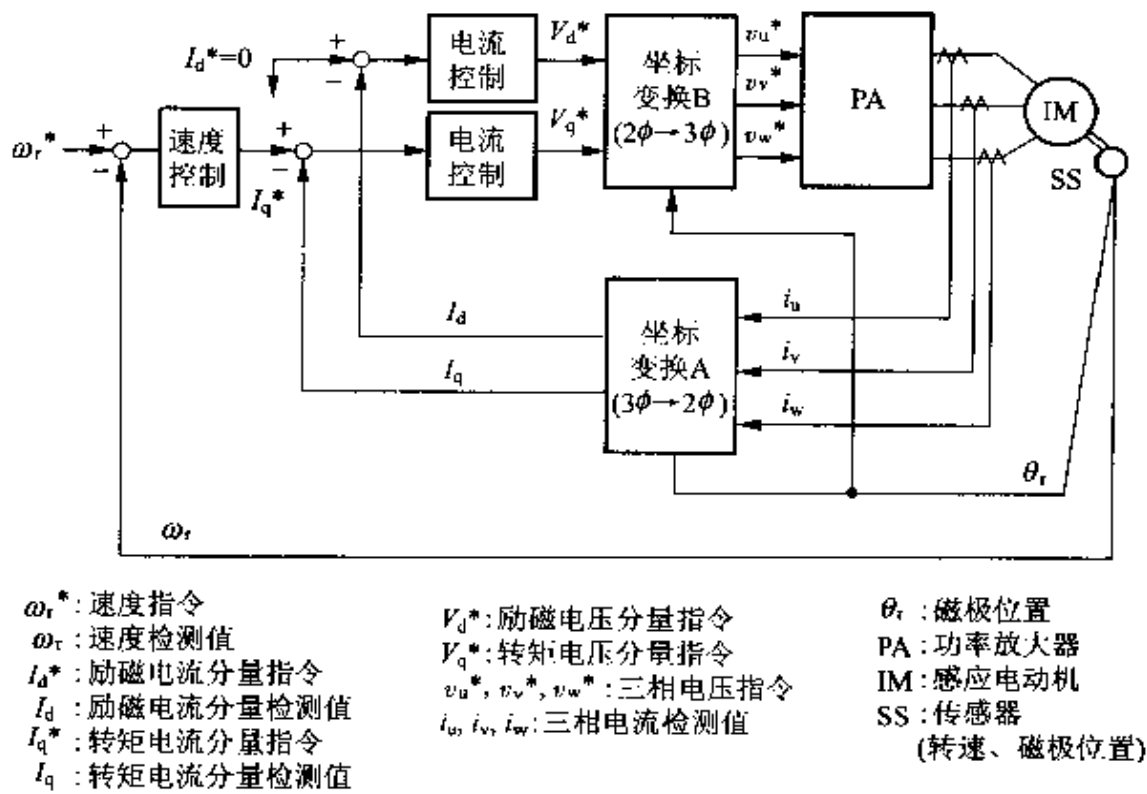 I_d*=0
+
−
电流
控制
V_d*
坐标
变换B
(2ϕ→3ϕ)
v_u*
v_v*
v_w*
PA
IM
SS
ω_r*
+
−
速度
控制
I_q*
+
−
电流
控制
V_q*
I_d
I_q
坐标
变换A
(3ϕ→2ϕ)
i_u
i_v
i_w
θ_r
ω_r
ω_r*:速度指令
ω_r:速度检测值
I_d*:励磁电流分量指令
I_d:励磁电流分量检测值
I_q*:转矩电流分量指令
I_q:转矩电流分量检测值
V_d*:励磁电压分量指令
V_q*:转矩电压分量指令
v_u*, v_v*, v_w*:三相电压指令
i_u, i_v, i_w:三相电流检测值
θ_r:磁极位置
PA:功率放大器
IM:感应电动机
SS:传感器
(转速、磁极位置)